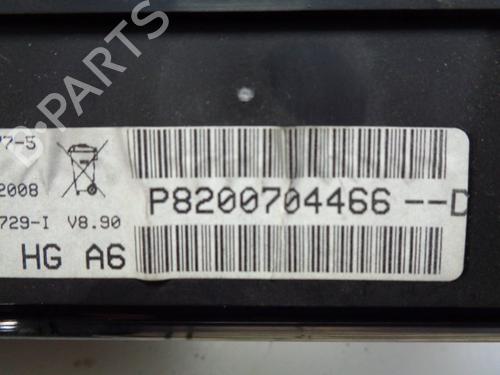 77-5
2008
729-I V8.90
HG A6
P8200704466--D
B-PARTS